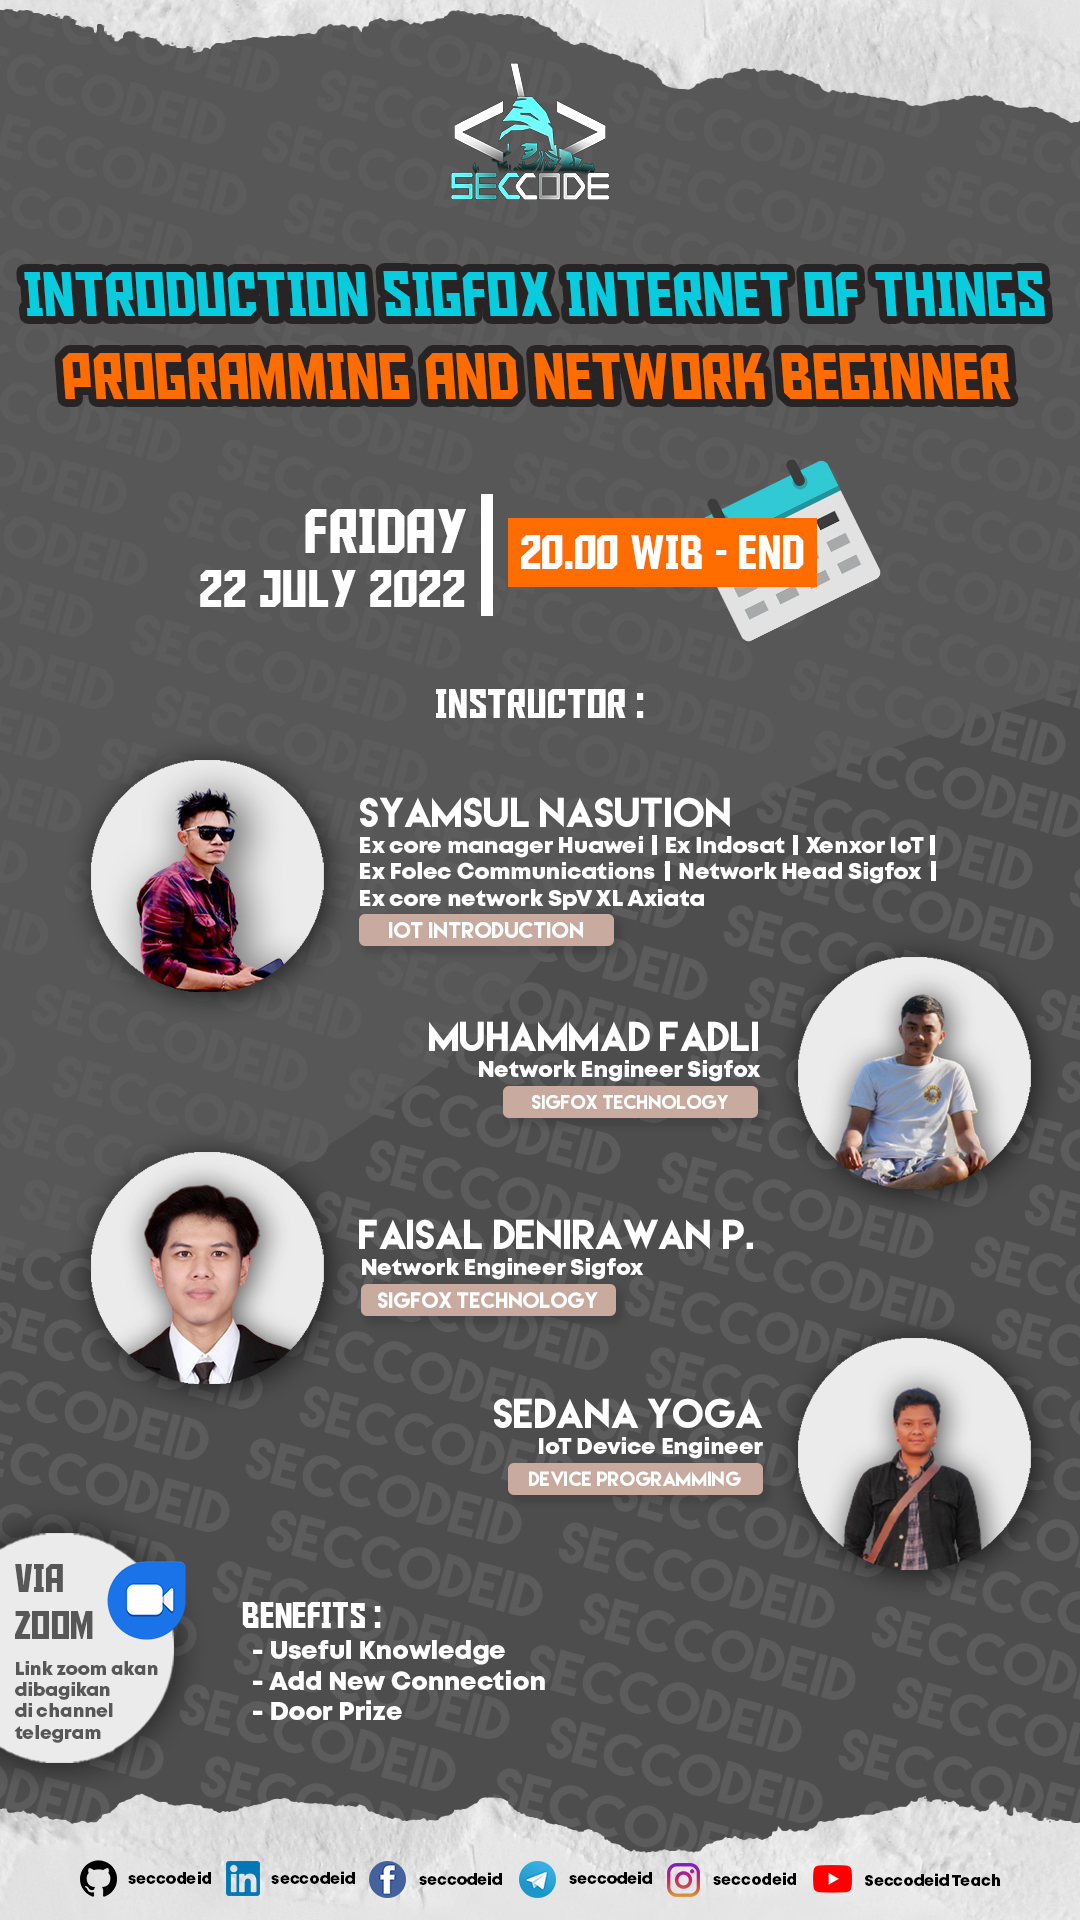 SECCODE
INTRODUCTION SIGFOX INTERNET OF THINGS
PROGRAMMING AND NETWORK BEGINNER
FRIDAY
22 JULY 2022
20.00 WIB - END
INSTRUCTOR :
SYAMSUL NASUTION
Ex core manager Huawei | Ex Indosat | Xenxor IoT |
Ex Folec Communications | Network Head Sigfox |
Ex core network SpV XL Axiata
IOT INTRODUCTION
MUHAMMAD FADLI
Network Engineer Sigfox
SIGFOX TECHNOLOGY
FAISAL DENIRAWAN P.
Network Engineer Sigfox
SIGFOX TECHNOLOGY
SEDANA YOGA
IoT Device Engineer
DEVICE PROGRAMMING
VIA
ZOOM
Link zoom akan
dibagikan
di channel
telegram
BENEFITS :
- Useful Knowledge
- Add New Connection
- Door Prize
seccodeid
seccodeid
seccodeid
seccodeid
seccodeid
SeccodeidTeach